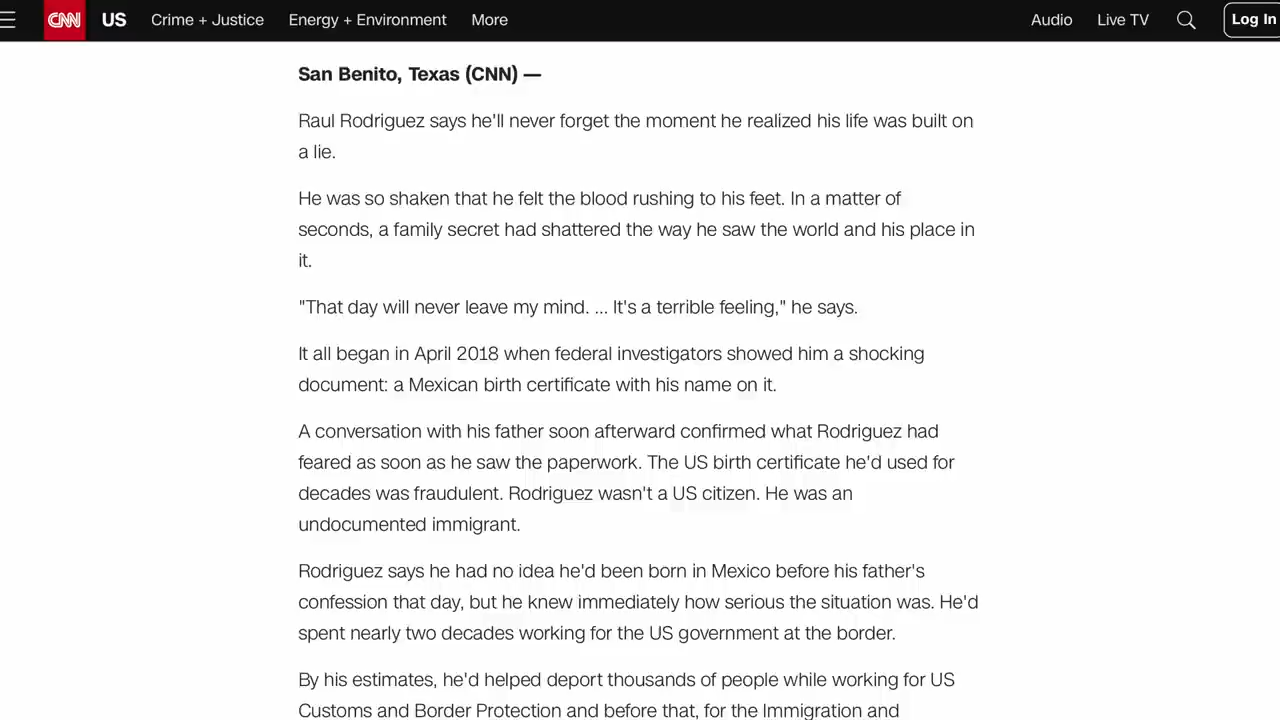 CNN US Crime + Justice Energy + Environment More Audio Live TV Log In
San Benito, Texas (CNN) —
Raul Rodriguez says he'll never forget the moment he realized his life was built on
a lie.
He was so shaken that he felt the blood rushing to his feet. In a matter of
seconds, a family secret had shattered the way he saw the world and his place in
it.
"That day will never leave my mind. ... It's a terrible feeling," he says.
It all began in April 2018 when federal investigators showed him a shocking
document: a Mexican birth certificate with his name on it.
A conversation with his father soon afterward confirmed what Rodriguez had
feared as soon as he saw the paperwork. The US birth certificate he'd used for
decades was fraudulent. Rodriguez wasn't a US citizen. He was an
undocumented immigrant.
Rodriguez says he had no idea he'd been born in Mexico before his father's
confession that day, but he knew immediately how serious the situation was. He'd
spent nearly two decades working for the US government at the border.
By his estimates, he'd helped deport thousands of people while working for US
Customs and Border Protection and before that, for the Immigration and